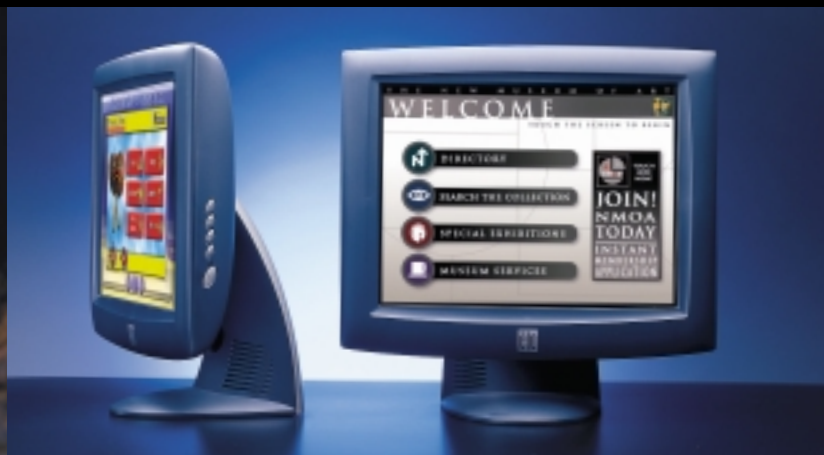 THE NEW MUSEUM OF ART
WELCOME
TOUCH THE SCREEN TO BEGIN
DIRECTORY
SEARCH THE COLLECTION
SPECIAL EXHIBITIONS
MUSEUM SERVICES
JOIN!
NMOA
TODAY
INSTANT
MEMBERSHIP
APPLICATION